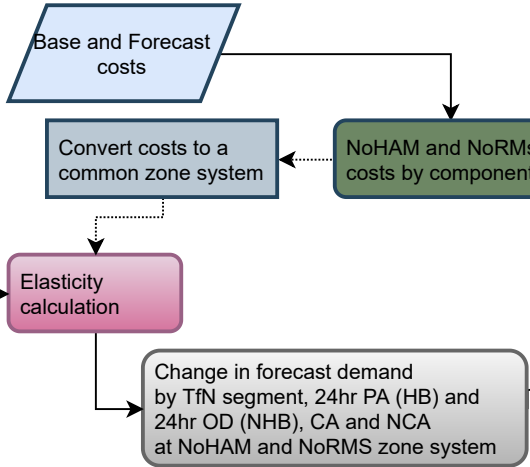 Base and Forecast
costs
Convert costs to a
common zone system
NoHAM and NoRMs
costs by component
Elasticity
calculation
Change in forecast demand
by TfN segment, 24hr PA (HB) and
24hr OD (NHB), CA and NCA
at NoHAM and NoRMS zone system